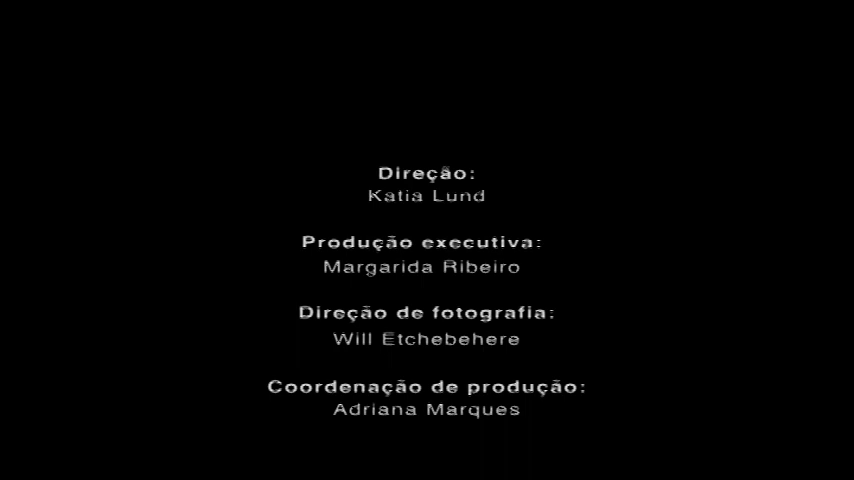 Direção:
Katia Lund
Produção executiva:
Margarida Ribeiro
Direção de fotografia:
Will Etchebehere
Coordenação de produção:
Adriana Marques